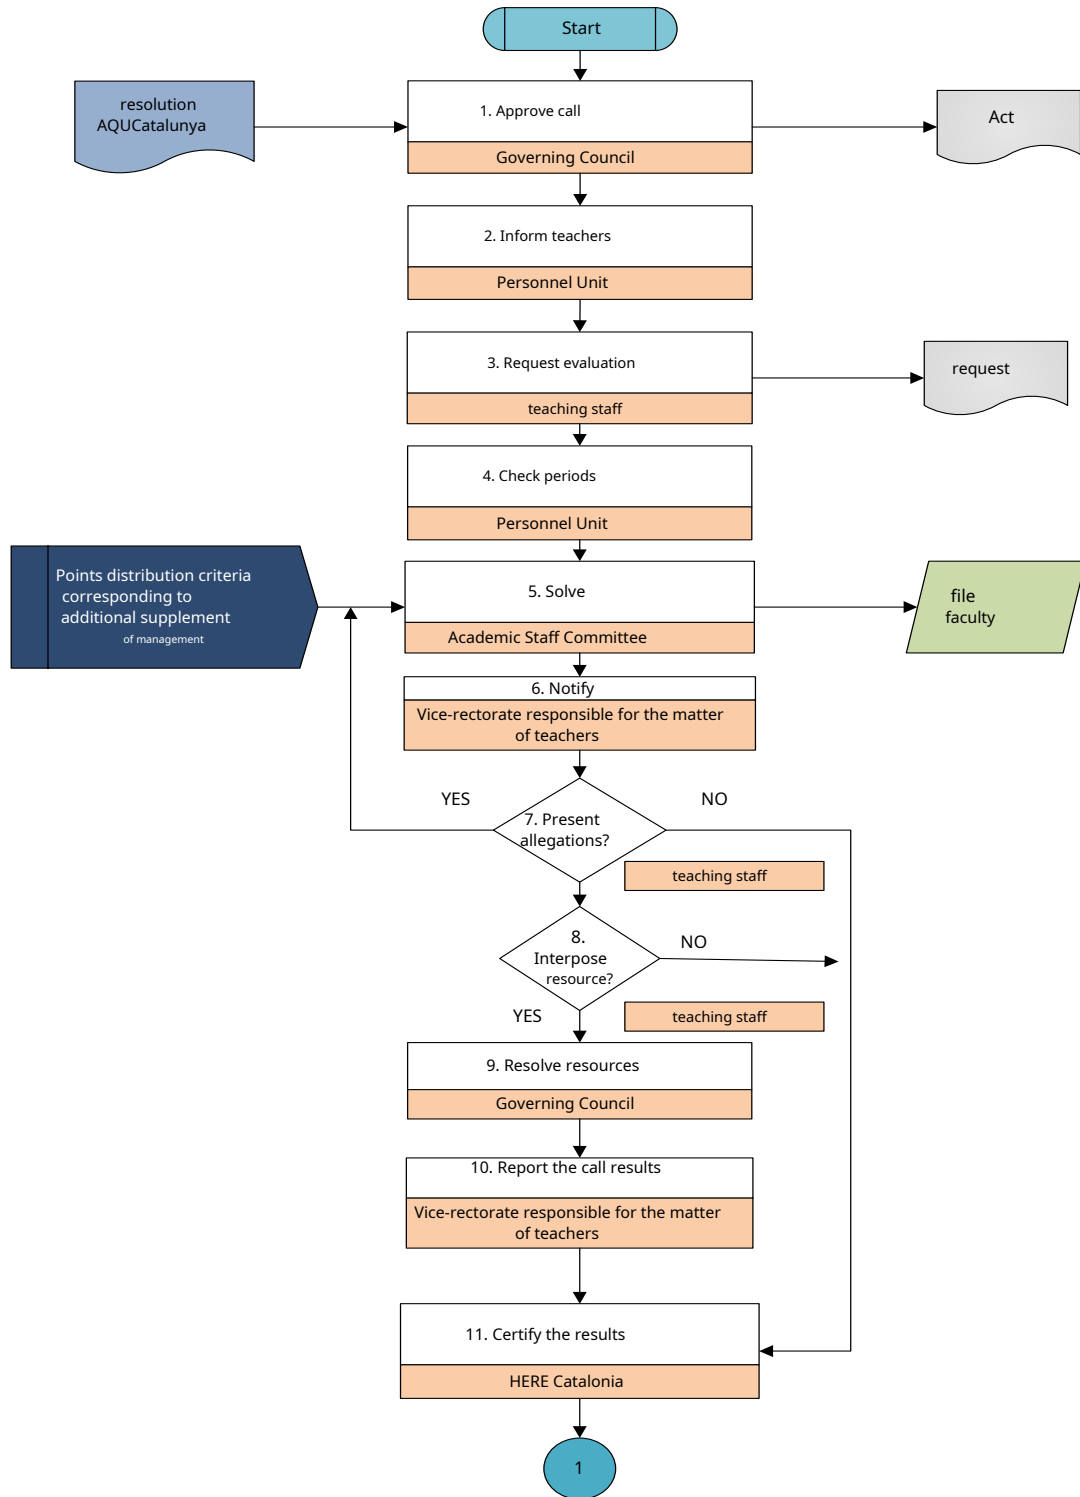 Start
resolution
AQUCatalunya
1. Approve call
Governing Council
Act
2. Inform teachers
Personnel Unit
3. Request evaluation
teaching staff
request
4. Check periods
Personnel Unit
Points distribution criteria
corresponding to
additional supplement
of management
5. Solve
Academic Staff Committee
file
faculty
6. Notify
Vice-rectorate responsible for the matter
of teachers
YES
NO
7. Present
allegations?
teaching staff
8.
Interpose
resource?
NO
YES
teaching staff
9. Resolve resources
Governing Council
10. Report the call results
Vice-rectorate responsible for the matter
of teachers
11. Certify the results
HERE Catalonia
1